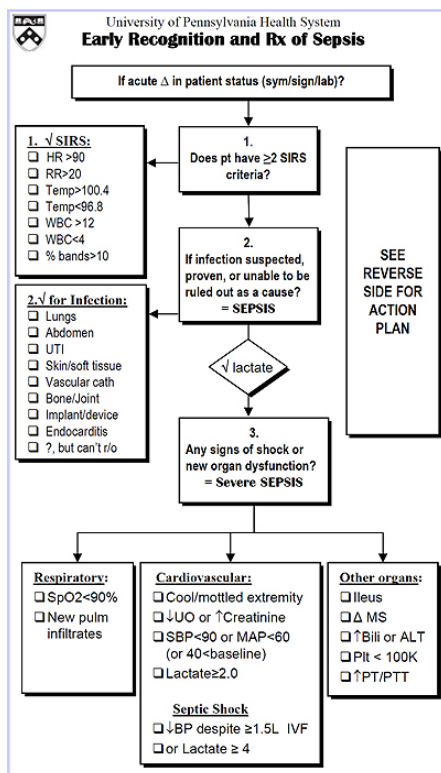 University of Pennsylvania Health System
Early Recognition and Rx of Sepsis
If acute Δ in patient status (sym/sign/lab)?
1. √ SIRS:
❑ HR >90
❑ RR>20
❑ Temp>100.4
❑ Temp<96.8
❑ WBC >12
❑ WBC<4
❑ % bands>10
1.
Does pt have ≥2 SIRS
criteria?
2.
If infection suspected,
proven, or unable to be
ruled out as a cause?
= SEPSIS
2.√ for Infection:
❑ Lungs
❑ Abdomen
❑ UTI
❑ Skin/soft tissue
❑ Vascular cath
❑ Bone/Joint
❑ Implant/device
❑ Endocarditis
❑ ?, but can't r/o
SEE
REVERSE
SIDE FOR
ACTION
PLAN
√ lactate
3.
Any signs of shock or
new organ dysfunction?
= Severe SEPSIS
Respiratory:
❑ SpO2<90%
❑ New pulm
infiltrates
Cardiovascular:
❑ Cool/mottled extremity
❑ ↓UO or ↑Creatinine
❑ SBP<90 or MAP<60
(or 40<baseline)
❑ Lactate≥2.0
Septic Shock
❑ ↓BP despite ≥1.5L IVF
❑ or Lactate ≥ 4
Other organs:
❑ Ileus
❑ Δ MS
❑ ↑Bili or ALT
❑ Plt < 100K
❑ ↑PT/PTT